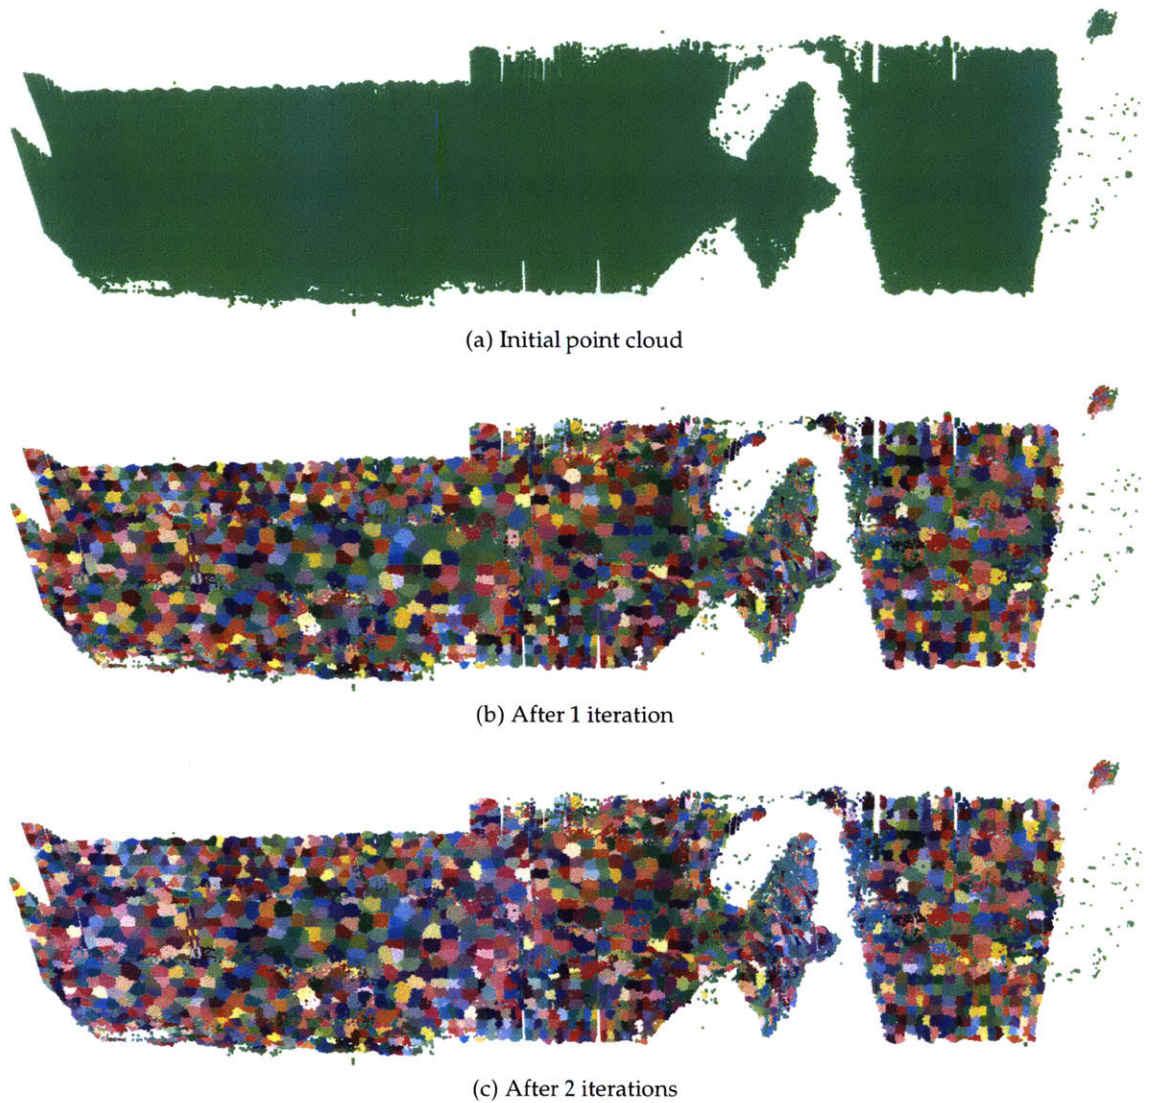 (a) Initial point cloud
(b) After 1 iteration
(c) After 2 iterations